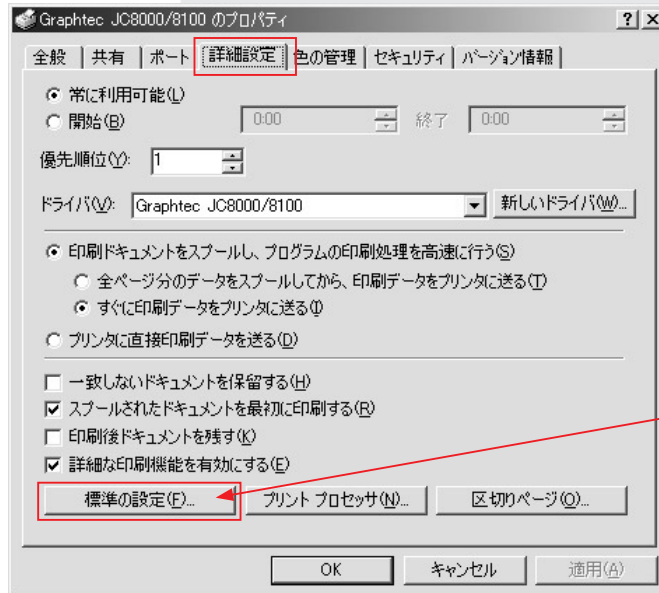 Graphtec JC8000/8100 のプロパティ
全般 共有 ポート 詳細設定 色の管理 セキュリティ バージョン情報
常に利用可能(L)
開始(B) 0:00 終了 0:00
優先順位(Y): 1
ドライバ(V): Graphtec JC8000/8100 新しいドライバ(W)...
印刷ドキュメントをスプールし、プログラムの印刷処理を高速に行う(S)
全ページ分のデータをスプールしてから、印刷データをプリンタに送る(T)
すぐに印刷データをプリンタに送る(I)
プリンタに直接印刷データを送る(D)
一致しないドキュメントを保留する(H)
スプールされたドキュメントを最初に印刷する(R)
印刷後ドキュメントを残す(K)
詳細な印刷機能を有効にする(E)
標準の設定(F)... プリント プロセッサ(N)... 区切りページ(O)...
OK キャンセル 適用(A)